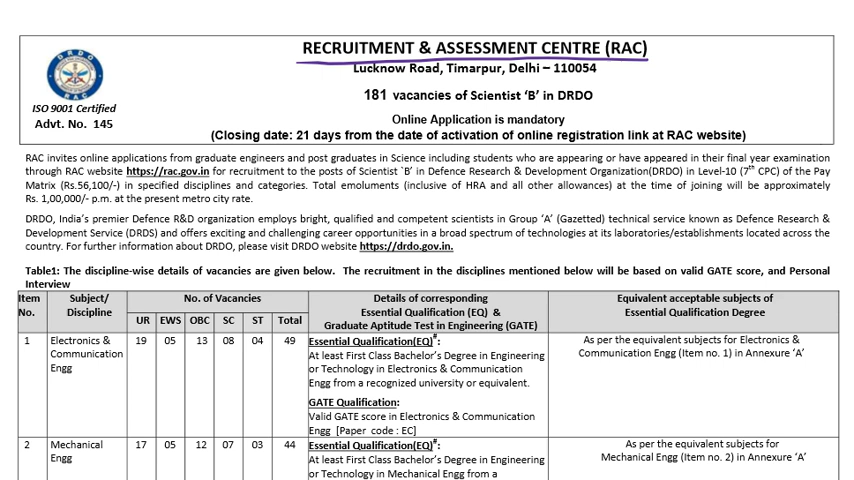 DRDO
RAC
ISO 9001 Certified
Advt. No. 145
RECRUITMENT & ASSESSMENT CENTRE (RAC)
Lucknow Road, Timarpur, Delhi – 110054
181 vacancies of Scientist ‘B’ in DRDO
Online Application is mandatory
(Closing date: 21 days from the date of activation of online registration link at RAC website)
RAC invites online applications from graduate engineers and post graduates in Science including students who are appearing or have appeared in their final year examination
through RAC website https://rac.gov.in for recruitment to the posts of Scientist `B' in Defence Research & Development Organization(DRDO) in Level-10 (7th CPC) of the Pay
Matrix (Rs.56,100/-) in specified disciplines and categories. Total emoluments (inclusive of HRA and all other allowances) at the time of joining will be approximately
Rs. 1,00,000/- p.m. at the present metro city rate.
DRDO, India’s premier Defence R&D organization employs bright, qualified and competent scientists in Group ‘A’ (Gazetted) technical service known as Defence Research &
Development Service (DRDS) and offers exciting and challenging career opportunities in a broad spectrum of technologies at its laboratories/establishments located across the
country. For further information about DRDO, please visit DRDO website https://drdo.gov.in.
Table1: The discipline-wise details of vacancies are given below. The recruitment in the disciplines mentioned below will be based on valid GATE score, and Personal
Interview
Item No. Subject/ Discipline No. of Vacancies Details of corresponding Essential Qualification (EQ) & Graduate Aptitude Test in Engineering (GATE) Equivalent acceptable subjects of Essential Qualification Degree
UR EWS OBC SC ST Total
1 Electronics & Communication Engg 19 05 13 08 04 49
Essential Qualification(EQ)#:
At least First Class Bachelor’s Degree in Engineering
or Technology in Electronics & Communication
Engg from a recognized university or equivalent.
GATE Qualification:
Valid GATE score in Electronics & Communication
Engg [Paper code : EC]
As per the equivalent subjects for Electronics &
Communication Engg (Item no. 1) in Annexure ‘A’
2 Mechanical Engg 17 05 12 07 03 44
Essential Qualification(EQ)#:
At least First Class Bachelor’s Degree in Engineering
or Technology in Mechanical Engg from a
As per the equivalent subjects for
Mechanical Engg (Item no. 2) in Annexure ‘A’